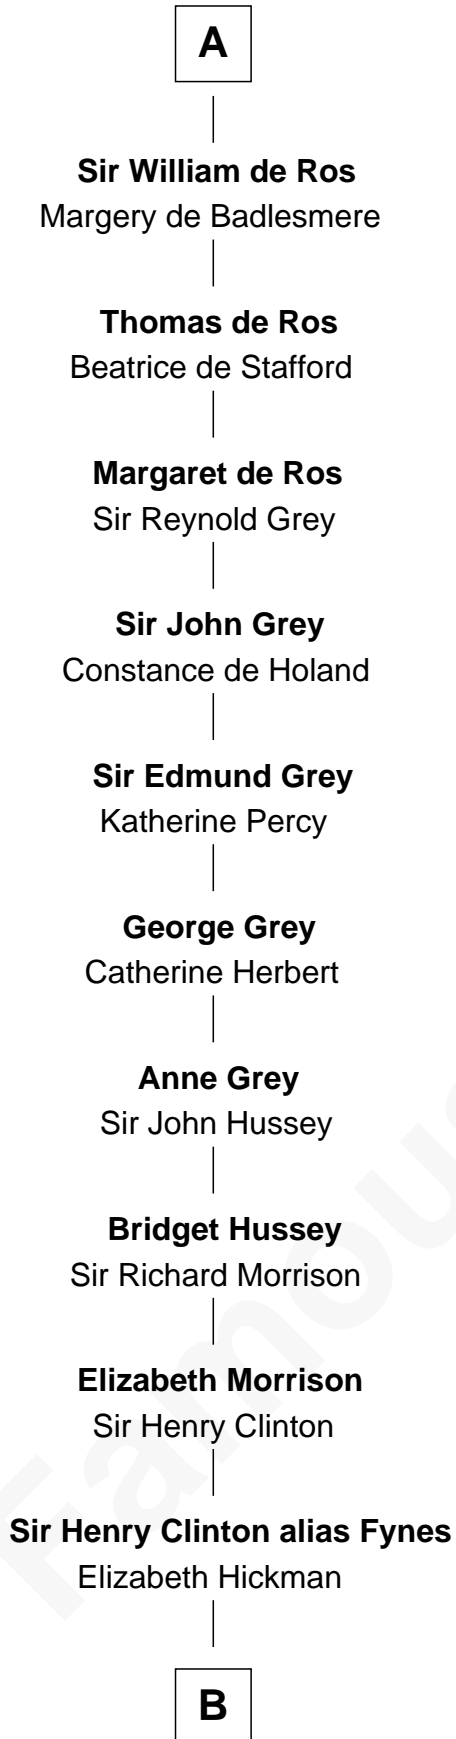 A
Sir William de Ros
Margery de Badlesmere
Thomas de Ros
Beatrice de Stafford
Margaret de Ros
Sir Reynold Grey
Sir John Grey
Constance de Holand
Sir Edmund Grey
Katherine Percy
George Grey
Catherine Herbert
Anne Grey
Sir John Hussey
Bridget Hussey
Sir Richard Morrison
Elizabeth Morrison
Sir Henry Clinton
Sir Henry Clinton alias Fynes
Elizabeth Hickman
B
Famous